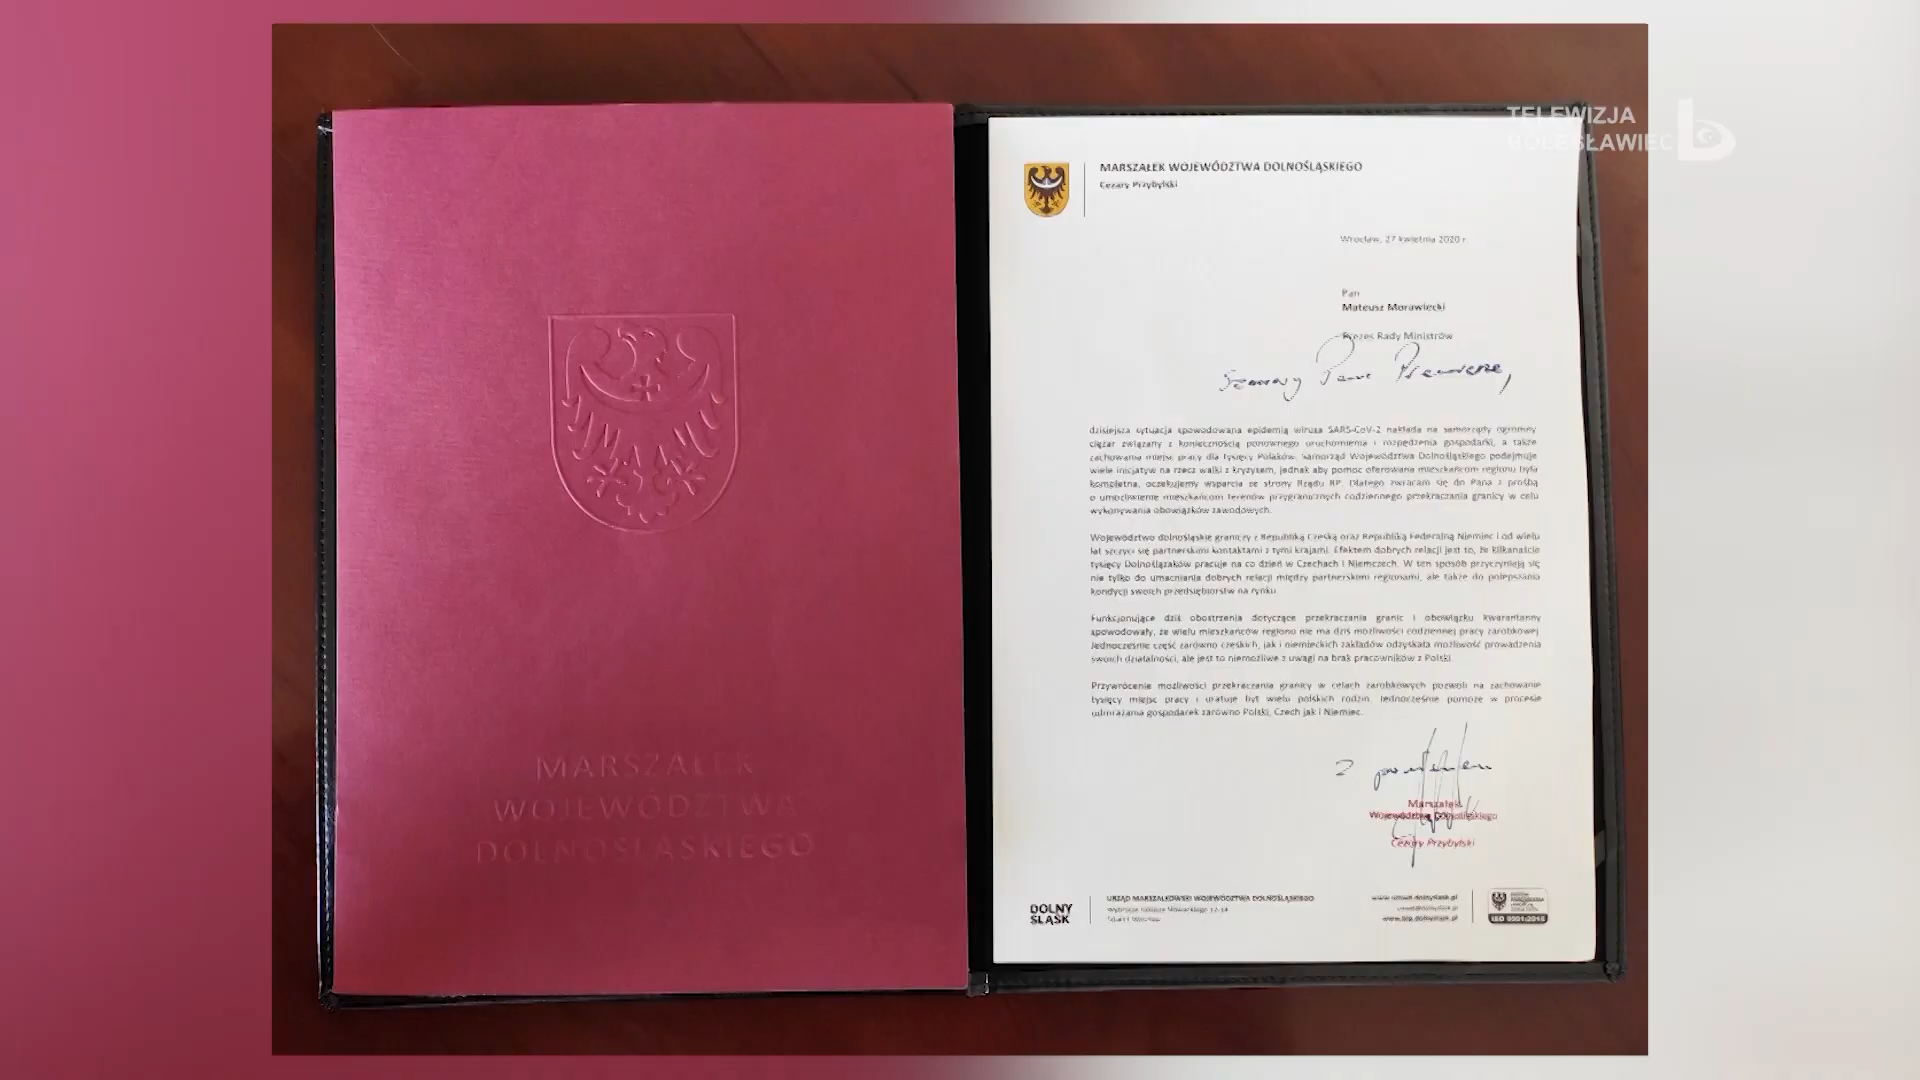 TELEWIZJA
BOLESŁAWIEC
MARSZAŁEK
WOJEWÓDZTWA
DOLNOŚLĄSKIEGO
MARSZAŁEK WOJEWÓDZTWA DOLNOŚLĄSKIEGO
Cezary Przybylski
Wrocław, 27 kwietnia 2020 r.
Pan
Mateusz Morawiecki
Prezes Rady Ministrów
Szanowny Panie Premierze,
dzisiejsza sytuacja spowodowana epidemią wirusa SARS-CoV-2 nakłada na samorządy ogromny
ciężar związany z koniecznością ponownego uruchomienia i rozpędzenia gospodarki, a także
zachowania miejsc pracy dla tysięcy Polaków. Samorząd Województwa Dolnośląskiego podejmuje
wiele inicjatyw na rzecz walki z kryzysem, jednak aby pomoc oferowana mieszkańcom regionu była
kompletna, oczekujemy wsparcia ze strony Rządu RP. Dlatego zwracam się do Pana z prośbą
o umożliwienie mieszkańcom terenów przygranicznych codziennego przekraczania granicy w celu
wykonywania obowiązków zawodowych.
Województwo dolnośląskie graniczy z Republiką Czeską oraz Republiką Federalną Niemiec i od wielu
lat szczyci się partnerskimi kontaktami z tymi krajami. Efektem dobrych relacji jest to, że kilkanaście
tysięcy Dolnoślązaków pracuje na co dzień w Czechach i Niemczech. W ten sposób przyczyniają się
nie tylko do umacniania dobrych relacji między partnerskimi regionami, ale także do polepszania
kondycji swoich przedsiębiorstw na rynku.
Funkcjonujące dziś obostrzenia dotyczące przekraczania granic i obowiązku kwarantanny
spowodowały, że wielu mieszkańców regionu nie ma dziś możliwości codziennej pracy zarobkowej.
Jednocześnie część zarówno czeskich, jak i niemieckich zakładów odzyskała możliwość prowadzenia
swoich działalności, ale jest to niemożliwe z uwagi na brak pracowników z Polski.
Przywrócenie możliwości przekraczania granicy w celach zarobkowych pozwoli na zachowanie
tysięcy miejsc pracy i uratuje byt wielu polskich rodzin. Jednocześnie pomoże w procesie
odmrażania gospodarek zarówno Polski, Czech jak i Niemiec.
Z poważaniem
Marszałek
Województwa Dolnośląskiego
Cezary Przybylski
DOLNY
ŚLĄSK
URZĄD MARSZAŁKOWSKI WOJEWÓDZTWA DOLNOŚLĄSKIEGO
Wybrzeże Juliusza Słowackiego 12-14
www.umwd.dolnyslask.pl
www.bip.dolnyslask.pl
ISO 9001:2015